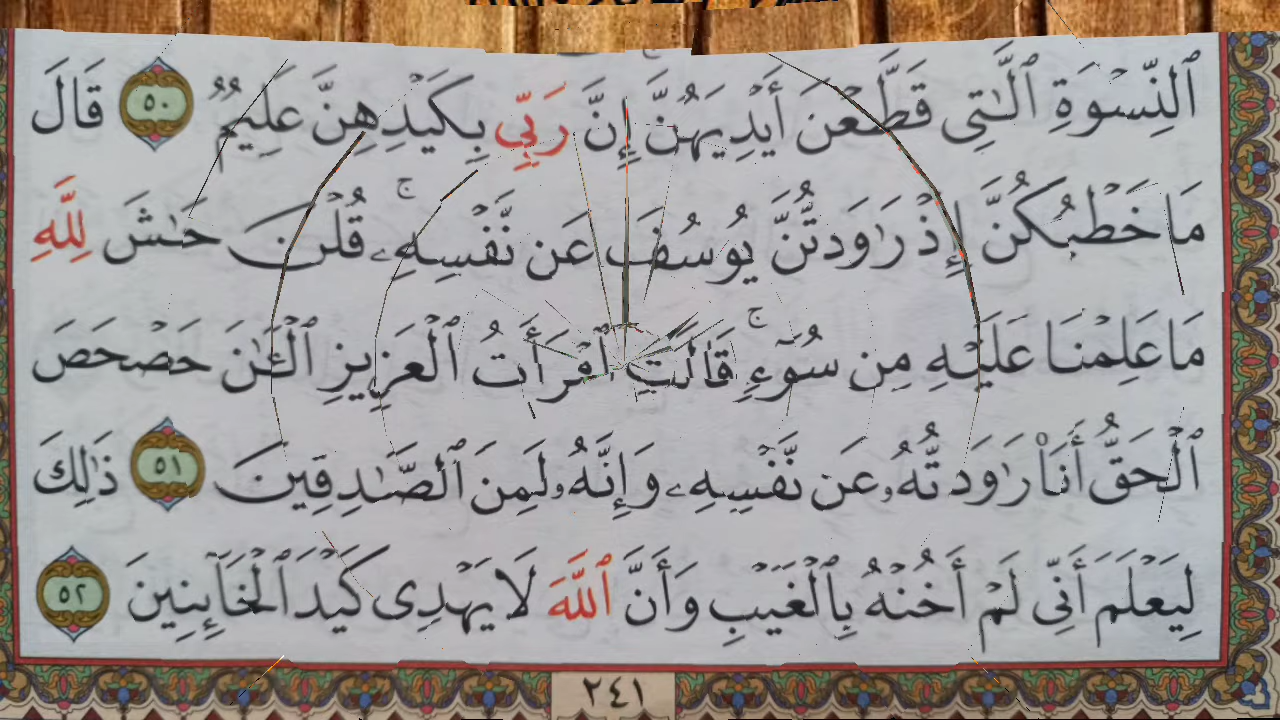 ٱلنِّسْوَةِ ٱلَّٰتِى قَطَّعْنَ أَيْدِيَهُنَّ إِنَّ رَبِّى بِكَيْدِهِنَّ عَلِيمٌ ٥٠ قَالَ
مَا خَطْبُكُنَّ إِذْ رَٰوَدتُّنَّ يُوسُفَ عَن نَّفْسِهِۦ ۚ قُلْنَ حَٰشَ لِلَّهِ
مَا عَلِمْنَا عَلَيْهِ مِن سُوٓءٍ ۚ قَالَتِ ٱمْرَأَتُ ٱلْعَزِيزِ ٱلْـَٰٔنَ حَصْحَصَ
ٱلْحَقُّ أَنَا۠ رَٰوَدتُّهُۥ عَن نَّفْسِهِۦ وَإِنَّهُۥ لَمِنَ ٱلصَّٰدِقِينَ ٥١ ذَٰلِكَ
لِيَعْلَمَ أَنِّى لَمْ أَخُنْهُ بِٱلْغَيْبِ وَأَنَّ ٱللَّهَ لَا يَهْدِى كَيْدَ ٱلْخَآئِنِينَ ٥٢
٢٤١